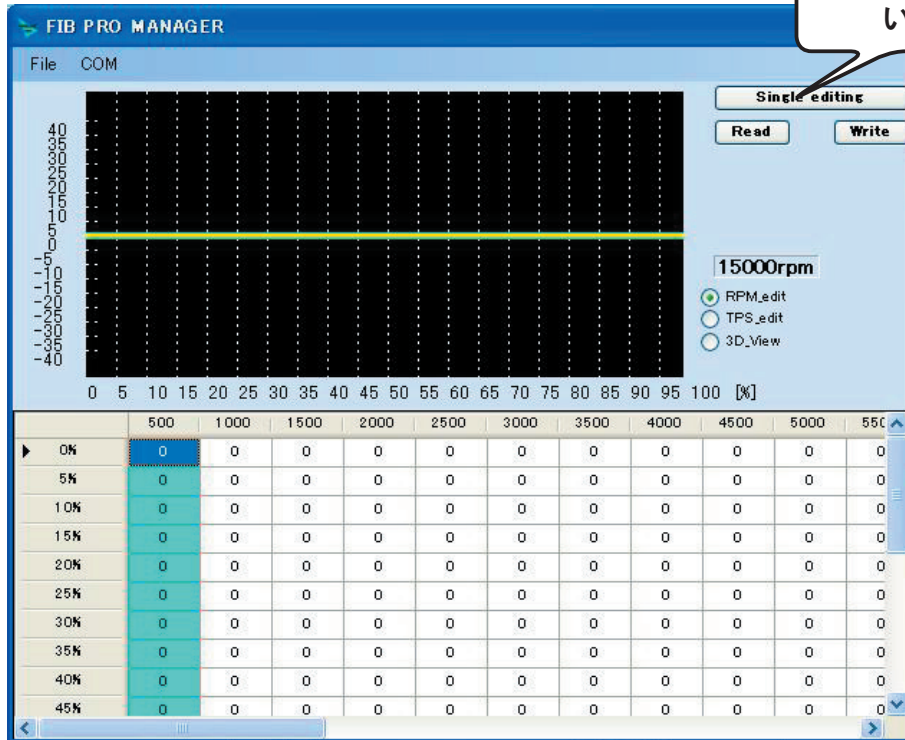 い
FIB PRO MANAGER
File COM
Single editing
Read Write
40
35
30
25
20
15
10
5
0
-5
-10
-15
-20
-25
-30
-35
-40
15000rpm
RPM_edit
TPS_edit
3D_View
0 5 10 15 20 25 30 35 40 45 50 55 60 65 70 75 80 85 90 95 100 [%]
500 1000 1500 2000 2500 3000 3500 4000 4500 5000
0% 0 0 0 0 0 0 0 0 0 0 0
5% 0 0 0 0 0 0 0 0 0 0 0
10% 0 0 0 0 0 0 0 0 0 0 0
15% 0 0 0 0 0 0 0 0 0 0 0
20% 0 0 0 0 0 0 0 0 0 0 0
25% 0 0 0 0 0 0 0 0 0 0 0
30% 0 0 0 0 0 0 0 0 0 0 0
35% 0 0 0 0 0 0 0 0 0 0 0
40% 0 0 0 0 0 0 0 0 0 0 0
45% 0 0 0 0 0 0 0 0 0 0 0